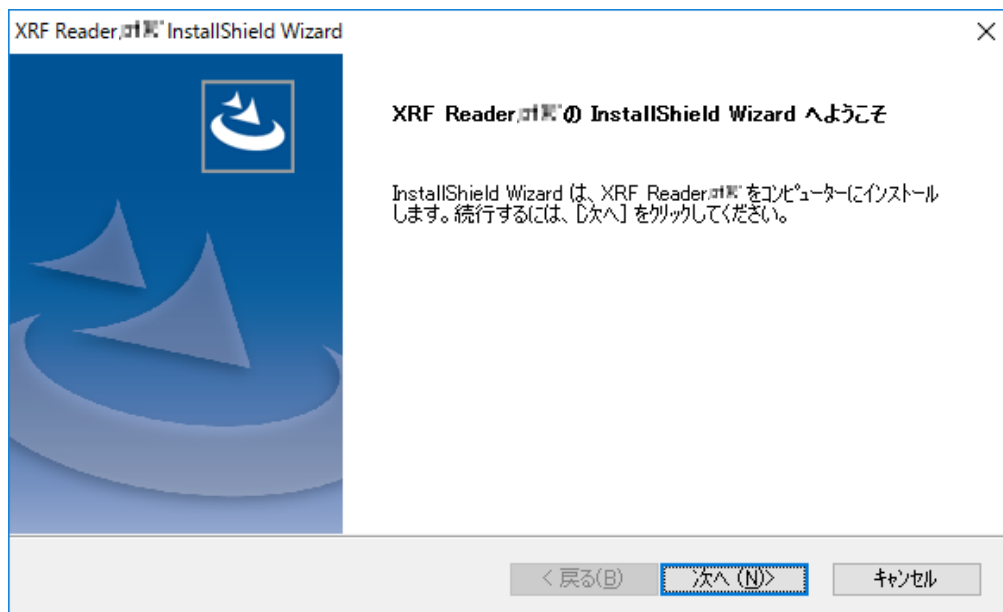 XRF Reader InstallShield Wizard
XRF Reader の InstallShield Wizard へようこそ
InstallShield Wizard は、XRF Reader をコンピューターにインストール
します。続行するには、[次へ] をクリックしてください。
< 戻る(B)
次へ (N)>
キャンセル